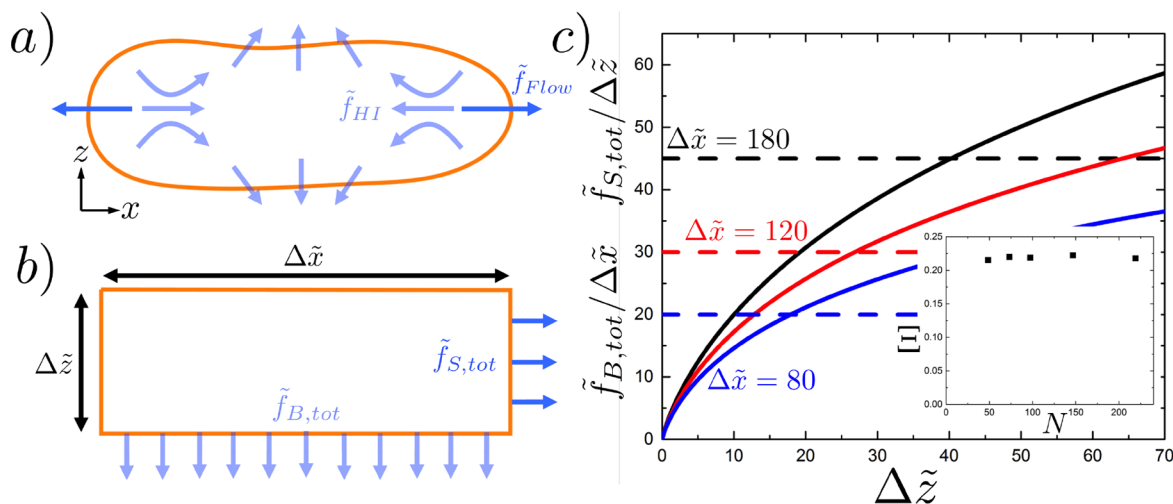 a)
f̃_Flow
f̃_HI
z
x
b)
Δx̃
Δz̃
f̃_S,tot
f̃_B,tot
c)
f̃_B,tot/Δx̃ f̃_S,tot/Δz̃
60
50
40
30
20
10
0
Δx̃ = 180
Δx̃ = 120
Δx̃ = 80
0 10 20 30 40 50 60 70
Δz̃
0.25
0.20
0.15
0.10
0.05
0.00
Ξ
0 50 100 150 200
N